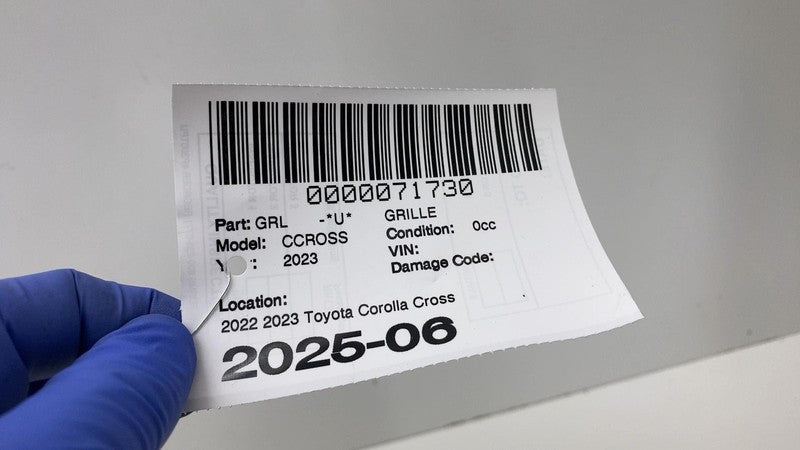 0000071730
Part: GRL -*U* GRILLE
Model: CCROSS Condition: 0cc
VIN:
Y : 2023 Damage Code:
Location:
2022 2023 Toyota Corolla Cross
2025-06